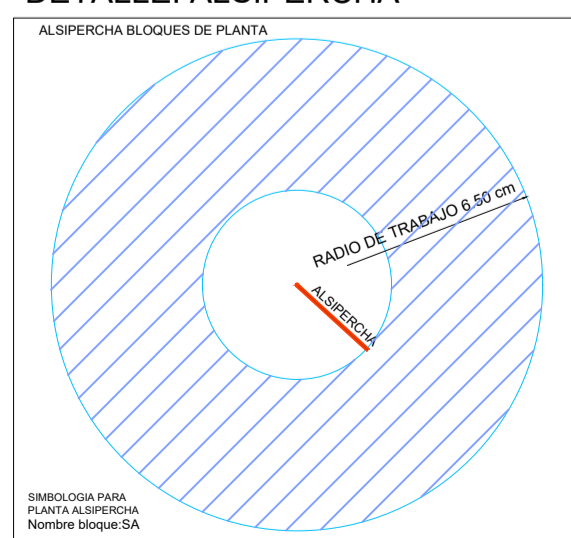 DETALLE: ALSIPERCHA
ALSIPERCHA BLOQUES DE PLANTA
RADIO DE TRABAJO 6.50 cm
ALSIPERCHA
SIMBOLOGIA PARA
PLANTA ALSIPERCHA
Nombre bloque:SA